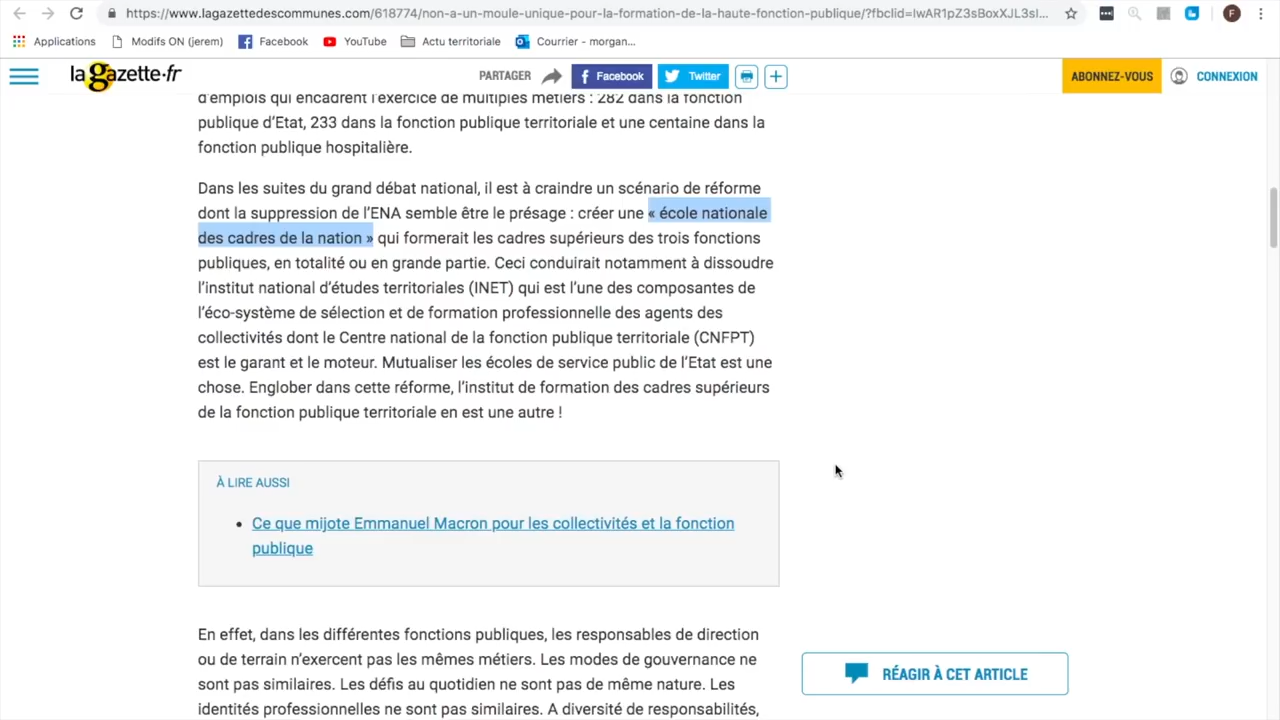 https://www.lagazettedescommunes.com/618774/non-a-un-moule-unique-pour-la-formation-de-la-haute-fonction-publique/?fbclid=IwAR1pZ3sBoxXJL3sI...
F
Applications
Modifs ON (jerem)
Facebook
YouTube
Actu territoriale
Courrier - morgan...
la gazette·fr
PARTAGER
Facebook
Twitter
ABONNEZ-VOUS
CONNEXION
d'emplois qui encadrent l'exercice de multiples métiers : 282 dans la fonction
publique d'Etat, 233 dans la fonction publique territoriale et une centaine dans la
fonction publique hospitalière.
Dans les suites du grand débat national, il est à craindre un scénario de réforme
dont la suppression de l'ENA semble être le présage : créer une « école nationale
des cadres de la nation » qui formerait les cadres supérieurs des trois fonctions
publiques, en totalité ou en grande partie. Ceci conduirait notamment à dissoudre
l'institut national d'études territoriales (INET) qui est l'une des composantes de
l'éco-système de sélection et de formation professionnelle des agents des
collectivités dont le Centre national de la fonction publique territoriale (CNFPT)
est le garant et le moteur. Mutualiser les écoles de service public de l'Etat est une
chose. Englober dans cette réforme, l'institut de formation des cadres supérieurs
de la fonction publique territoriale en est une autre !
À LIRE AUSSI
Ce que mijote Emmanuel Macron pour les collectivités et la fonction
publique
En effet, dans les différentes fonctions publiques, les responsables de direction
ou de terrain n'exercent pas les mêmes métiers. Les modes de gouvernance ne
sont pas similaires. Les défis au quotidien ne sont pas de même nature. Les
identités professionnelles ne sont pas similaires. A diversité de responsabilités,
RÉAGIR À CET ARTICLE